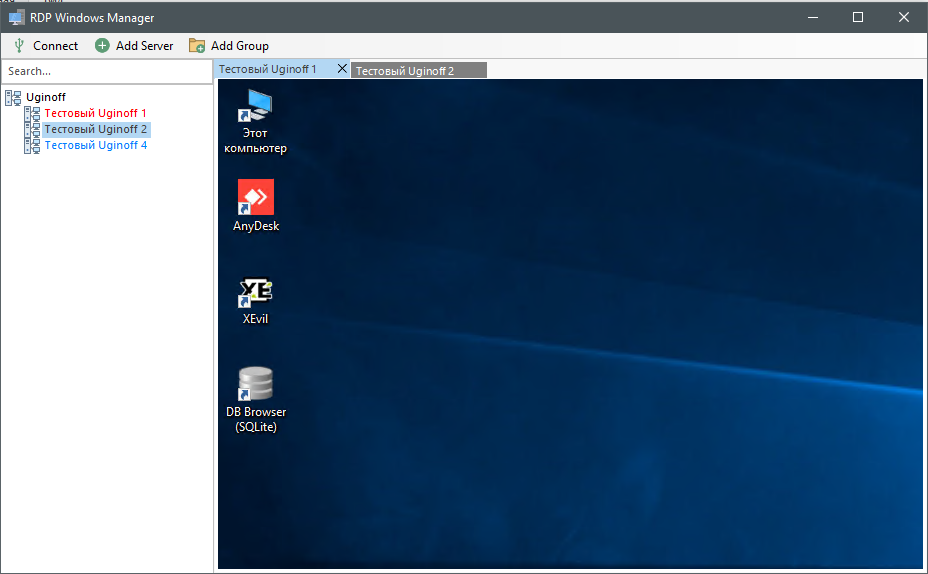 RDP Windows Manager
Connect
Add Server
Add Group
Search...
Тестовый Uginoff 1
Тестовый Uginoff 2
Uginoff
Тестовый Uginoff 1
Тестовый Uginoff 2
Тестовый Uginoff 4
Этот
компьютер
AnyDesk
XE
XEvil
DB Browser
(SQLite)